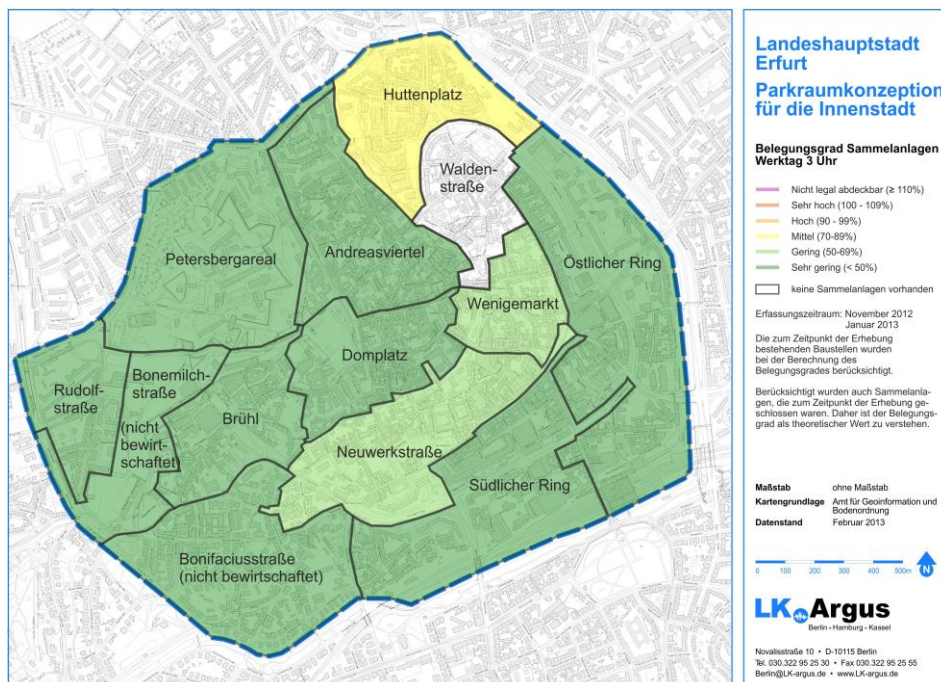 Huttenplatz
Walden-
straße
Petersbergareal
Andreasviertel
Östlicher Ring
Wenigemarkt
Domplatz
Rudolf-
straße
Bonemilch-
straße
(nicht
bewirt-
schaftet)
Brühl
Neuwerkstraße
Südlicher Ring
Bonifaciusstraße
(nicht bewirtschaftet)
Landeshauptstadt
Erfurt
Parkraumkonzeption
für die Innenstadt
Belegungsgrad Sammelanlagen
Werktag 3 Uhr
Nicht legal abdeckbar (≥ 110%)
Sehr hoch (100 - 109%)
Hoch (90 - 99%)
Mittel (70-89%)
Gering (50-69%)
Sehr gering (< 50%)
keine Sammelanlagen vorhanden
Erfassungszeitraum: November 2012
Januar 2013
Die zum Zeitpunkt der Erhebung
bestehenden Baustellen wurden
bei der Berechnung des
Belegungsgrades berücksichtigt.
Berücksichtigt wurden auch Sammelanla-
gen, die zum Zeitpunkt der Erhebung ge-
schlossen waren. Daher ist der Belegungs-
grad als theoretischer Wert zu verstehen.
Maßstab ohne Maßstab
Kartengrundlage Amt für Geoinformation und
Bodenordnung
Datenstand Februar 2013
0 100 200 300 400 500m N
LK Argus
Berlin • Hamburg • Kassel
Novalisstraße 10 • D-10115 Berlin
Tel. 030.322 95 25 30 • Fax 030.322 95 25 55
Berlin@LK-argus.de • www.LK-argus.de